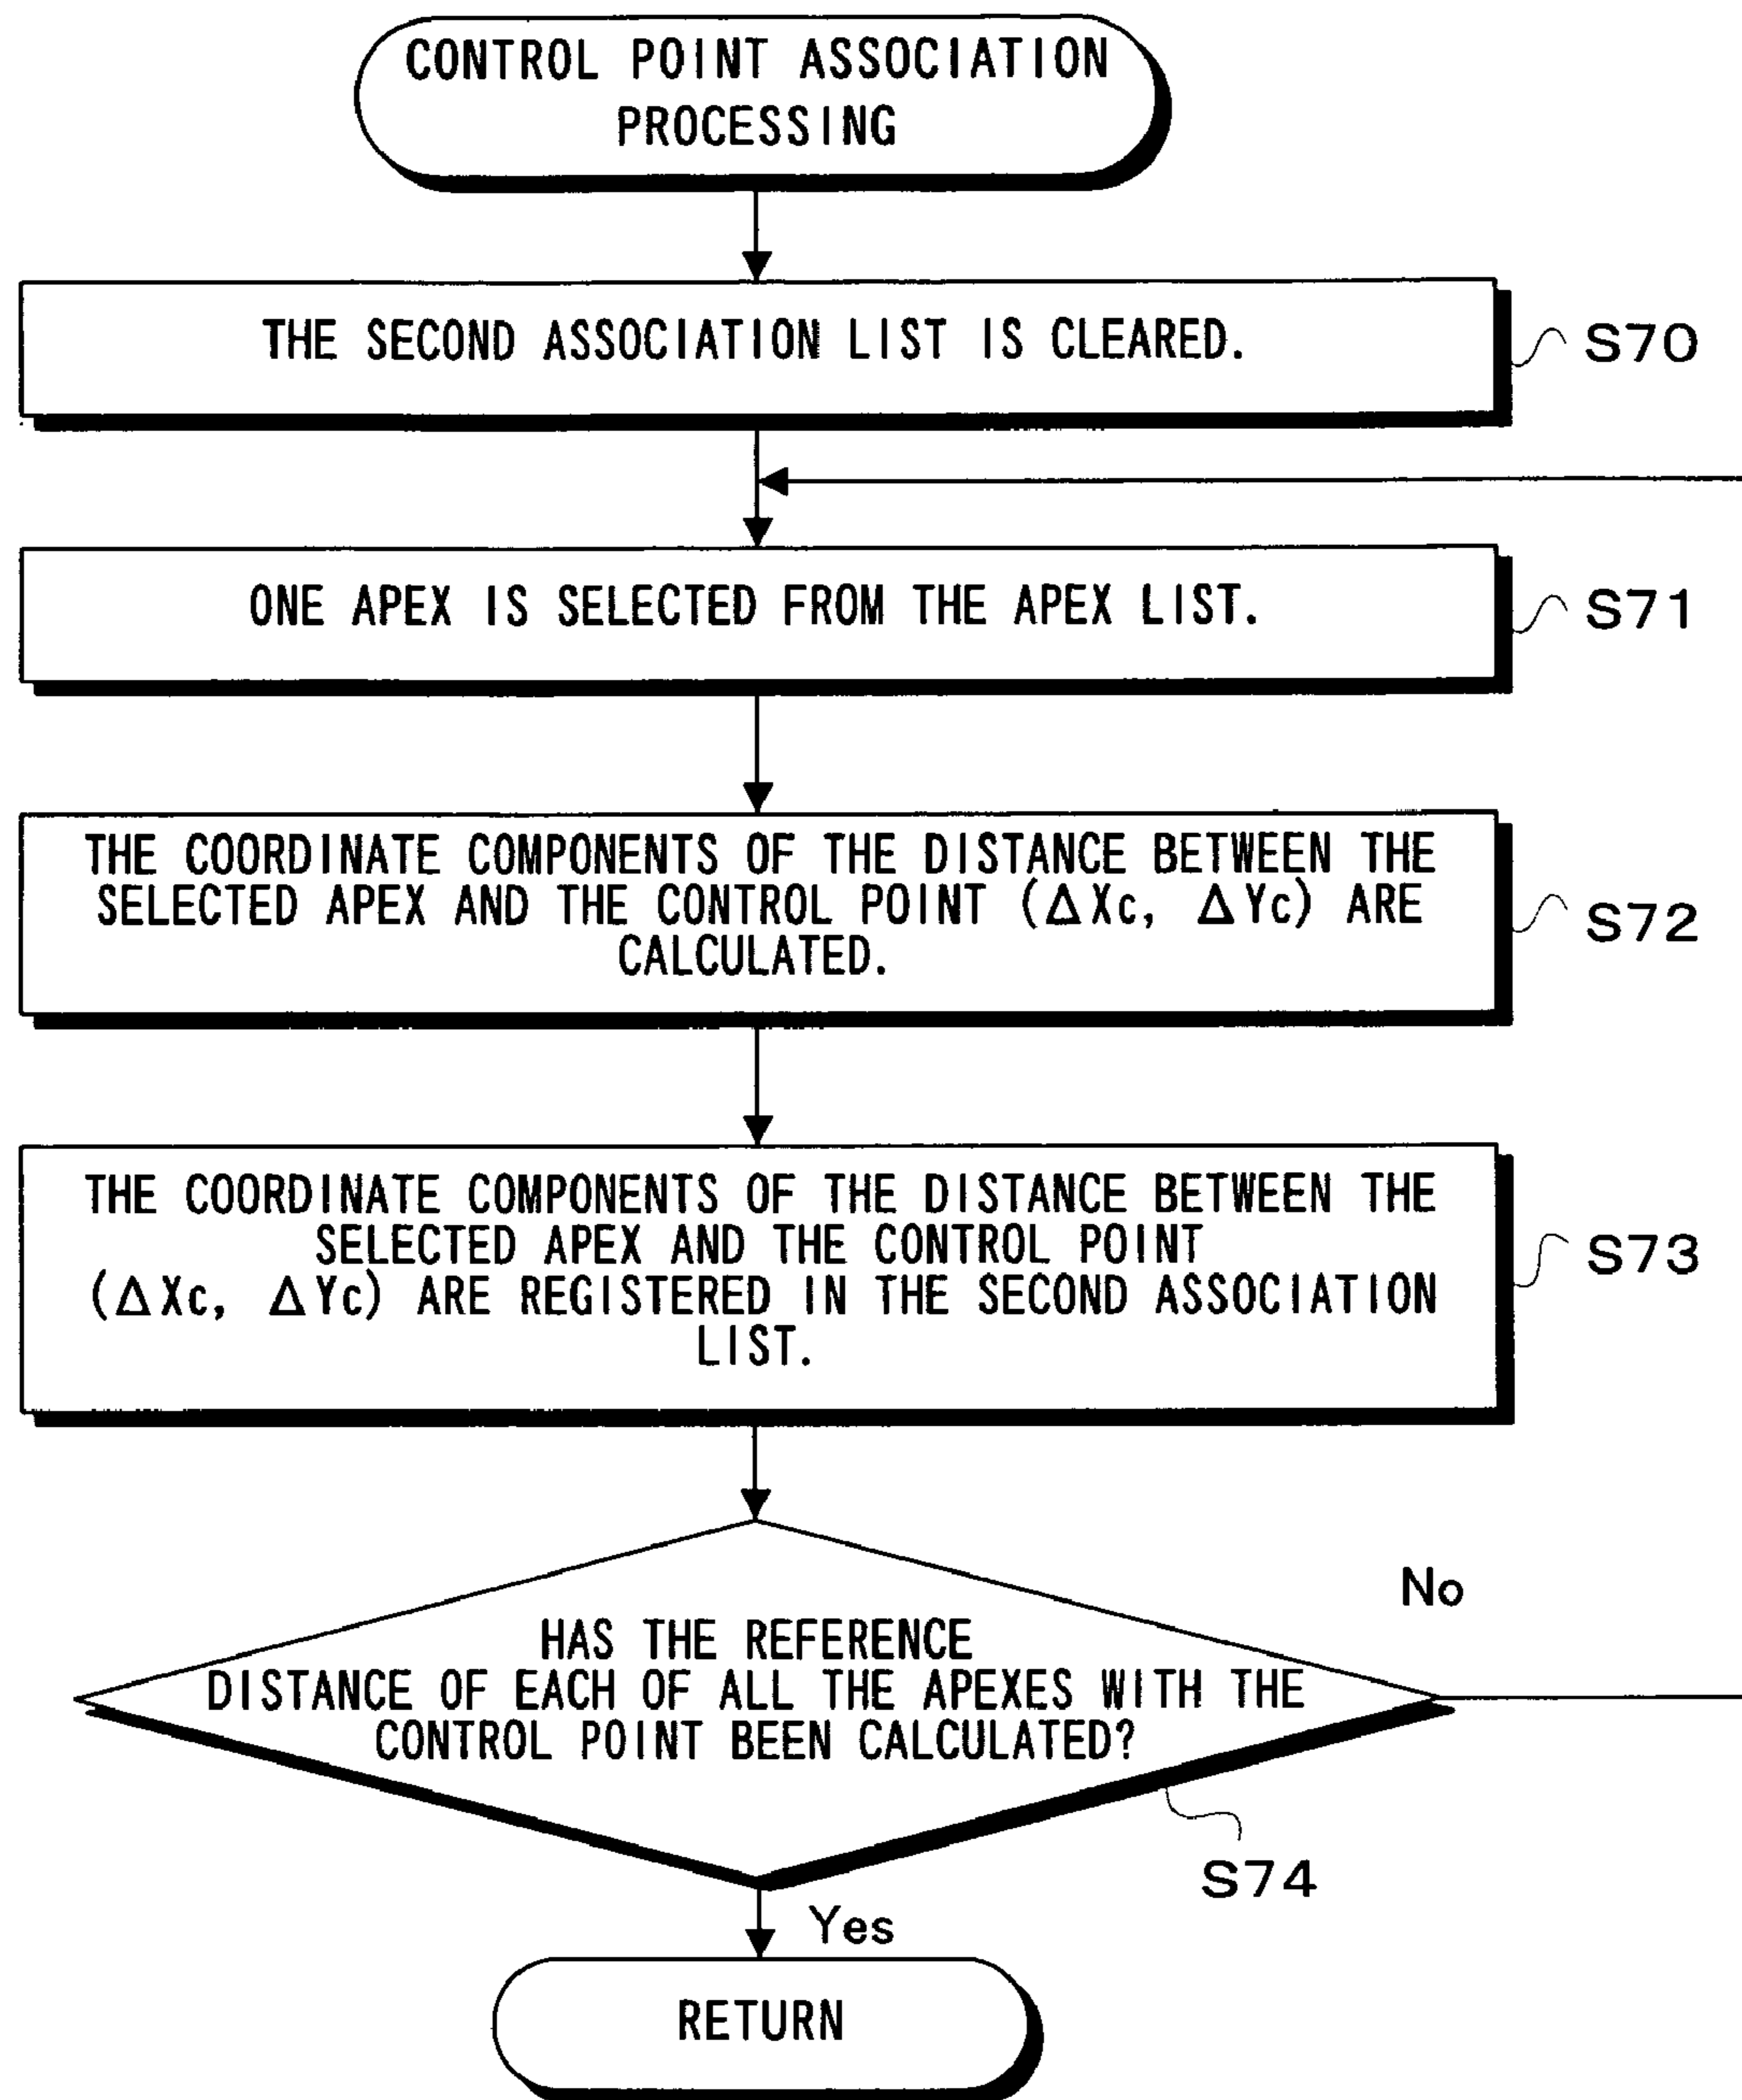 CONTROL POINT ASSOCIATION
PROCESSING
THE SECOND ASSOCIATION LIST IS CLEARED.
S70
ONE APEX IS SELECTED FROM THE APEX LIST.
S71
THE COORDINATE COMPONENTS OF THE DISTANCE BETWEEN THE
SELECTED APEX AND THE CONTROL POINT (ΔXc, ΔYc) ARE
CALCULATED.
S72
THE COORDINATE COMPONENTS OF THE DISTANCE BETWEEN THE
SELECTED APEX AND THE CONTROL POINT
(ΔXc, ΔYc) ARE REGISTERED IN THE SECOND ASSOCIATION
LIST.
S73
No
HAS THE REFERENCE
DISTANCE OF EACH OF ALL THE APEXES WITH THE
CONTROL POINT BEEN CALCULATED?
S74
Yes
RETURN